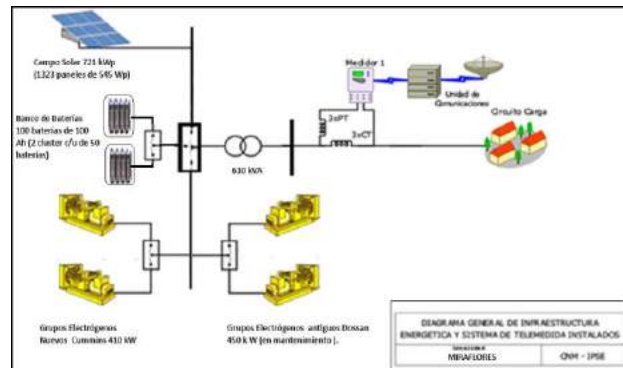 Campo Solar 721 kWp
(1323 paneles de 545 Wp)
Banco de Baterías
100 baterías de 100
Ah (2 cluster c/u de 50
baterías)
630 kVA
Medidor 1
3xPT
3xCT
Unidad de
Comunicaciones
Circuito Carga
Grupos Electrógenos
Nuevos Cummins 410 kW
Grupos Electrógenos antiguos Dossan
450 k W (en mantenimiento ).
DIAGRAMA GENERAL DE INFRAESTRUCTURA
ENERGETICA Y SISTEMA DE TELEMEDIDA INSTALADOS
MIRAFLORES
CNM - IPSE